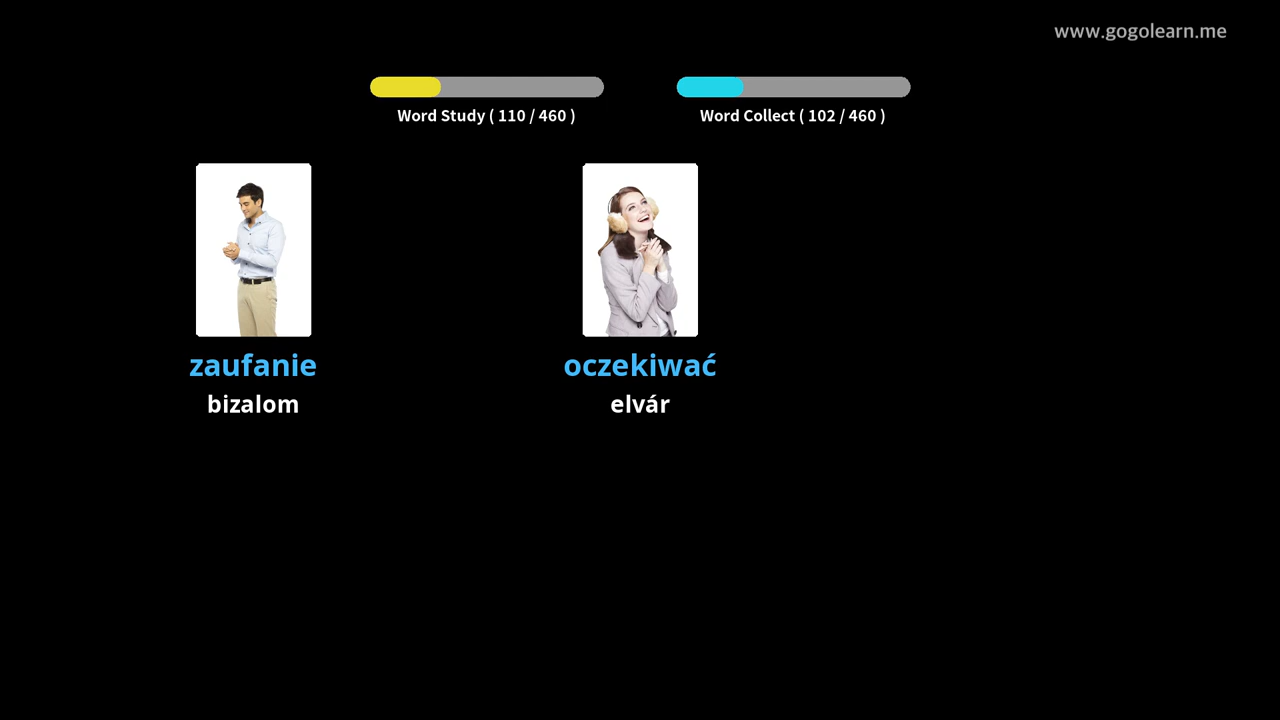 www.gogolearn.me
Word Study ( 110 / 460 )
Word Collect ( 102 / 460 )
zaufanie
bizalom
oczekiwać
elvár